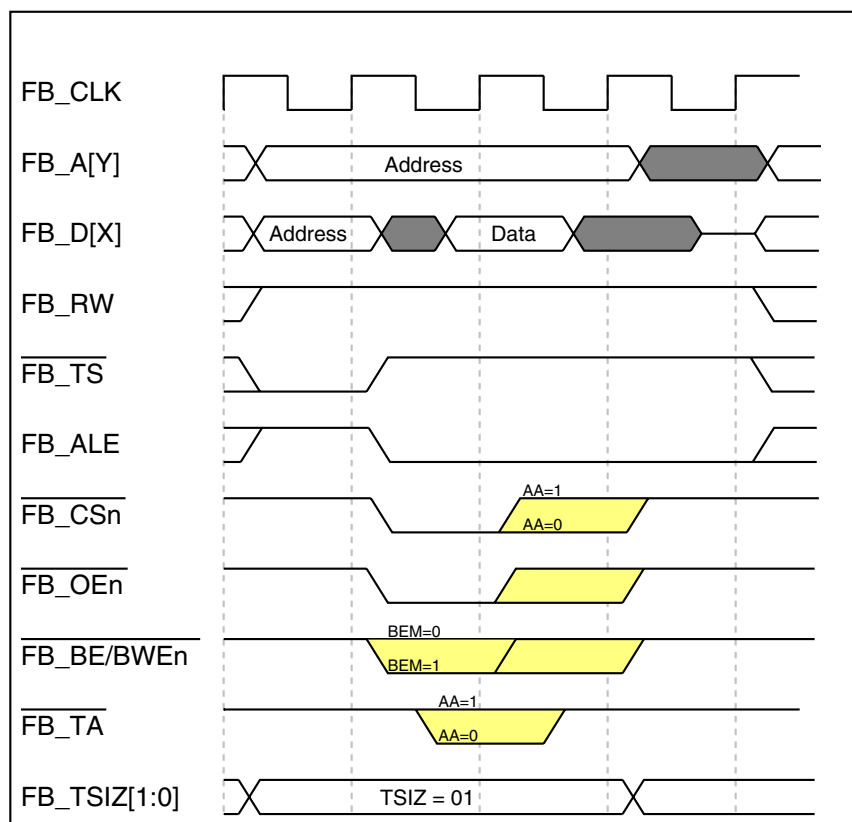 FB_CLK
FB_A[Y] Address
FB_D[X] Address Data
FB_RW
FB_TS
FB_ALE
FB_CSn AA=1
AA=0
FB_OEn
FB_BE/BWEn BEM=0
BEM=1
FB_TA AA=1
AA=0
FB_TSIZ[1:0] TSIZ = 01